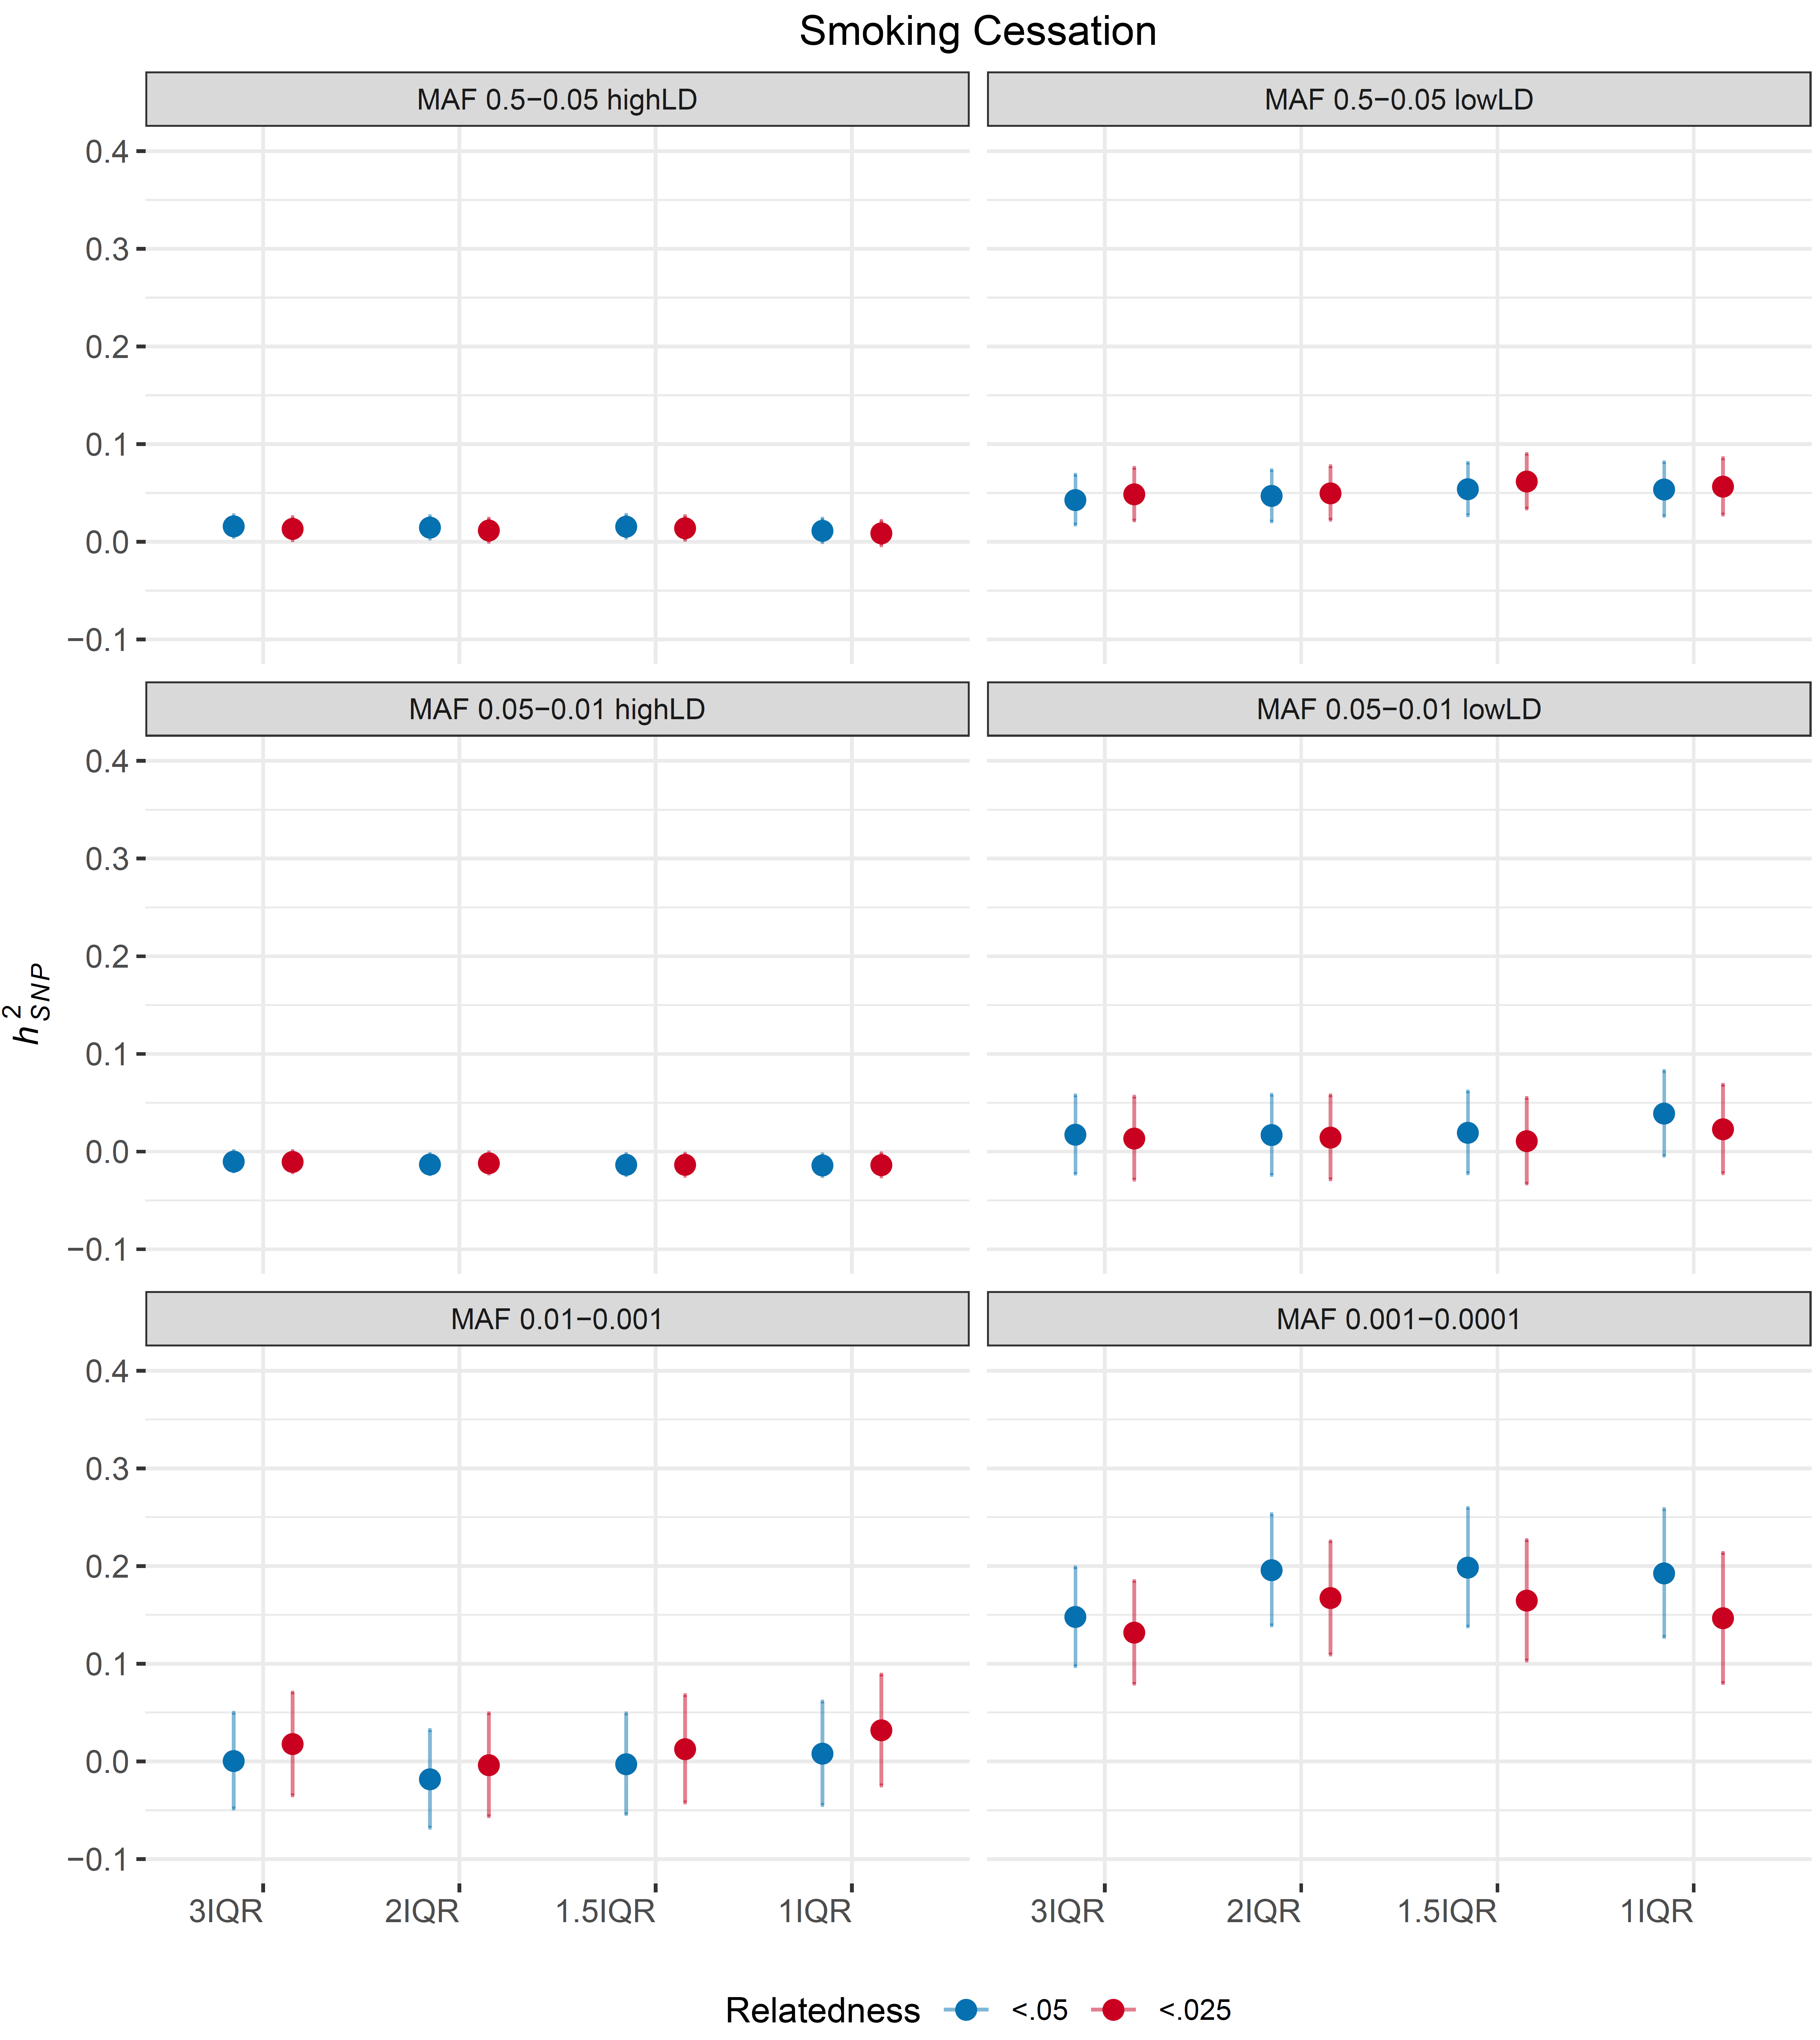 Smoking Cessation
MAF 0.5−0.05 highLD
MAF 0.5−0.05 lowLD
0.4
0.3
0.2
0.1
0.0
−0.1
MAF 0.05−0.01 highLD
MAF 0.05−0.01 lowLD
0.4
0.3
0.2
0.1
0.0
−0.1
h²SNP
MAF 0.01−0.001
MAF 0.001−0.0001
0.4
0.3
0.2
0.1
0.0
−0.1
3IQR 2IQR 1.5IQR 1IQR
3IQR 2IQR 1.5IQR 1IQR
Relatedness <.05 <.025